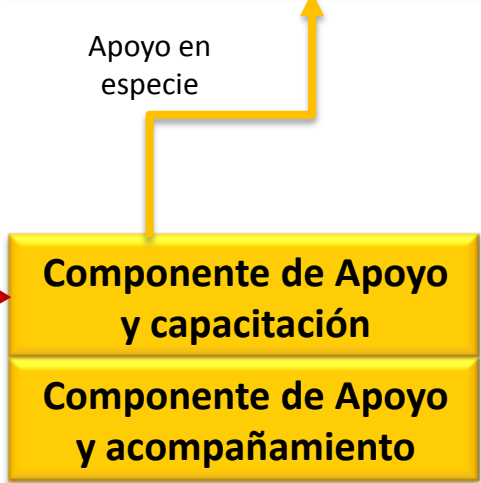 Apoyo en
especie
Componente de Apoyo
y capacitación
Componente de Apoyo
y acompañamiento